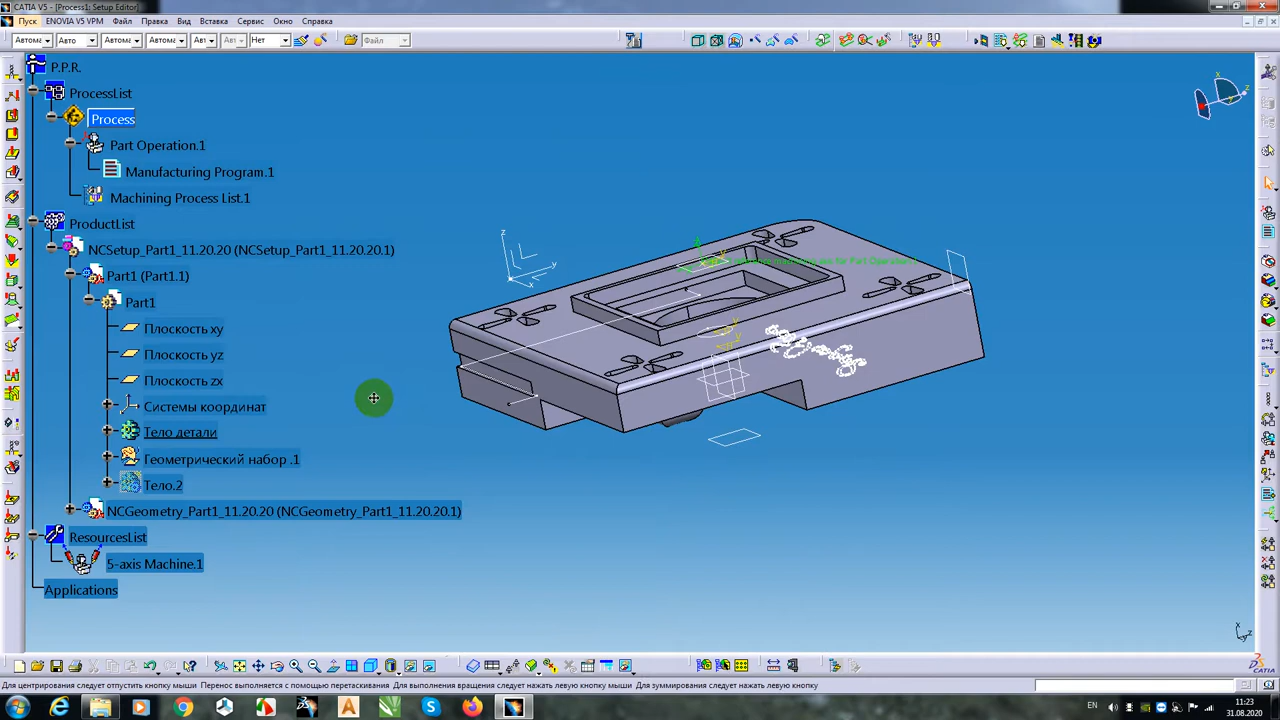 CATIA V5 - [Process1: Setup Editor]
Пуск ENOVIA V5 VPM Файл Правка Вид Вставка Сервис Окно Справка
Автома Авто Автома Автома Авт Авт Нет Файл
P.P.R.
ProcessList
Process
Part Operation.1
Manufacturing Program.1
Machining Process List.1
ProductList
NCSetup_Part1_11.20.20 (NCSetup_Part1_11.20.20.1)
Part1 (Part1.1)
Part1
Плоскость xy
Плоскость yz
Плоскость zx
Системы координат
Тело детали
Геометрический набор .1
Тело.2
NCGeometry_Part1_11.20.20 (NCGeometry_Part1_11.20.20.1)
ResourcesList
5-axis Machine.1
Applications
z
y
x
CATIA
Для центрирования следует отпустить кнопку мыши Перенос выполняется с помощью перетаскивания Для выполнения вращения следует нажать левую кнопку мыши Для зуммирования следует нажать левую кнопку
EN
11:23
31.08.2020